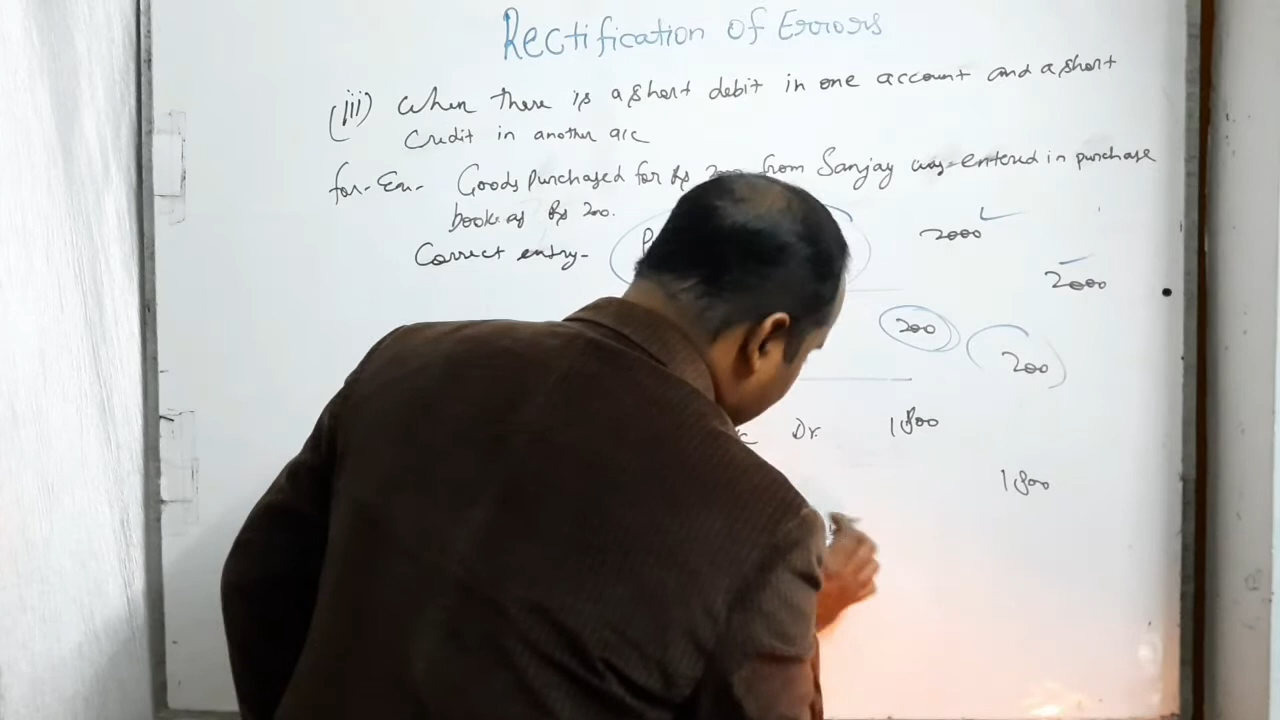 Rectification of Errors
(iii) When there is a short debit in one account and a short
Credit in another a/c
for-Ex- Goods Purchased for Rs from Sanjay was entered in purchase
book as Rs 200.
Correct entry- 2000
2000
200
200
Dr. 1800
1800